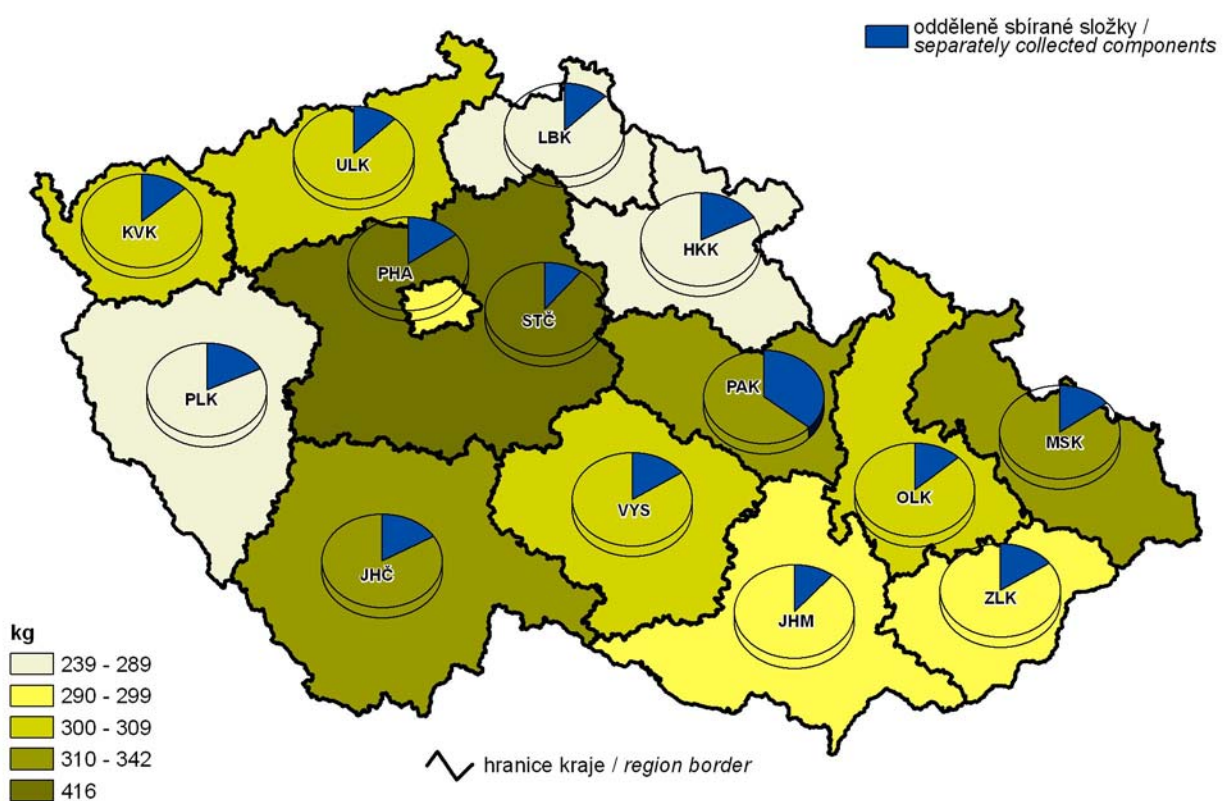 odděleně sbírané složky /
separately collected components
LBK
ULK
KVK
HKK
PHA
STČ
PLK
PAK
MSK
OLK
VYS
JHČ
ZLK
JHM
kg
239 - 289
290 - 299
300 - 309
310 - 342
416
hranice kraje / region border